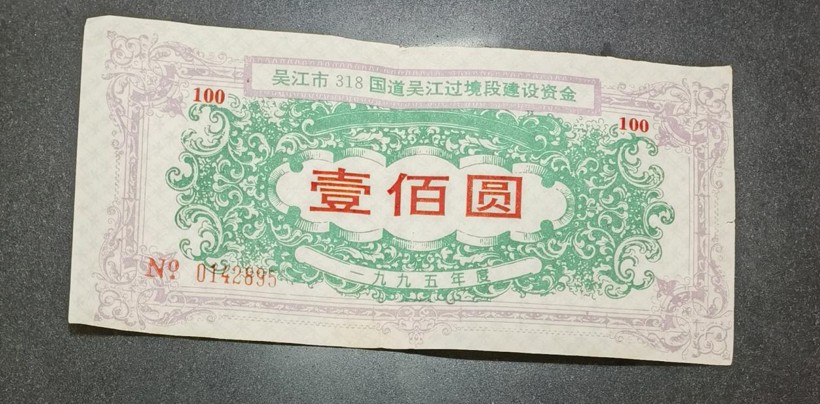 吴江市 318 国道吴江过境段建设资金
100
100
壹佰圆
一九九五年度
No 0142895